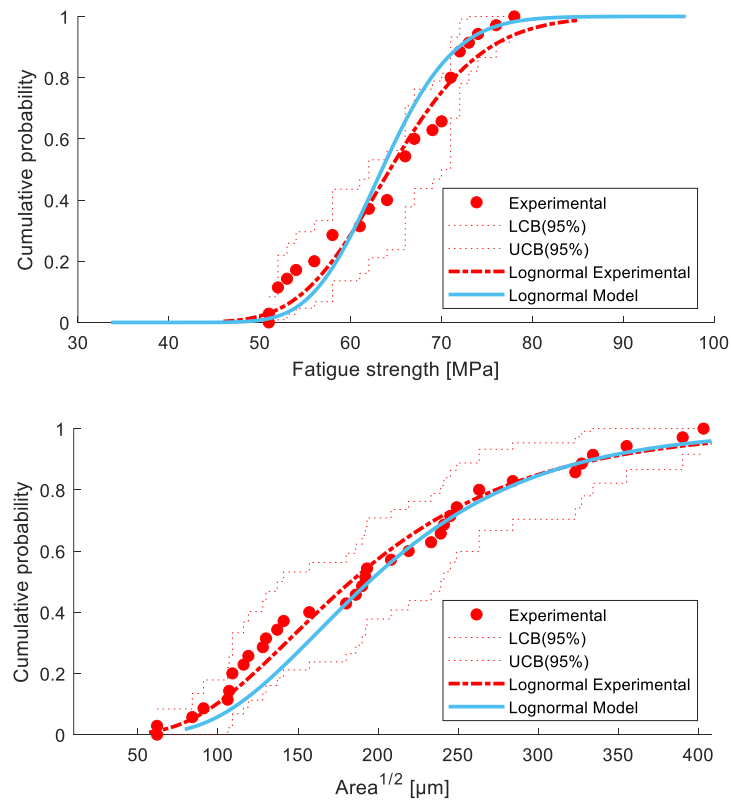 1
0.8
0.6
0.4
0.2
0
Cumulative probability
Experimental
LCB(95%)
UCB(95%)
Lognormal Experimental
Lognormal Model
30 40 50 60 70 80 90 100
Fatigue strength [MPa]
1
0.8
0.6
0.4
0.2
0
Cumulative probability
Experimental
LCB(95%)
UCB(95%)
Lognormal Experimental
Lognormal Model
50 100 150 200 250 300 350 400
Area^1/2 [μm]